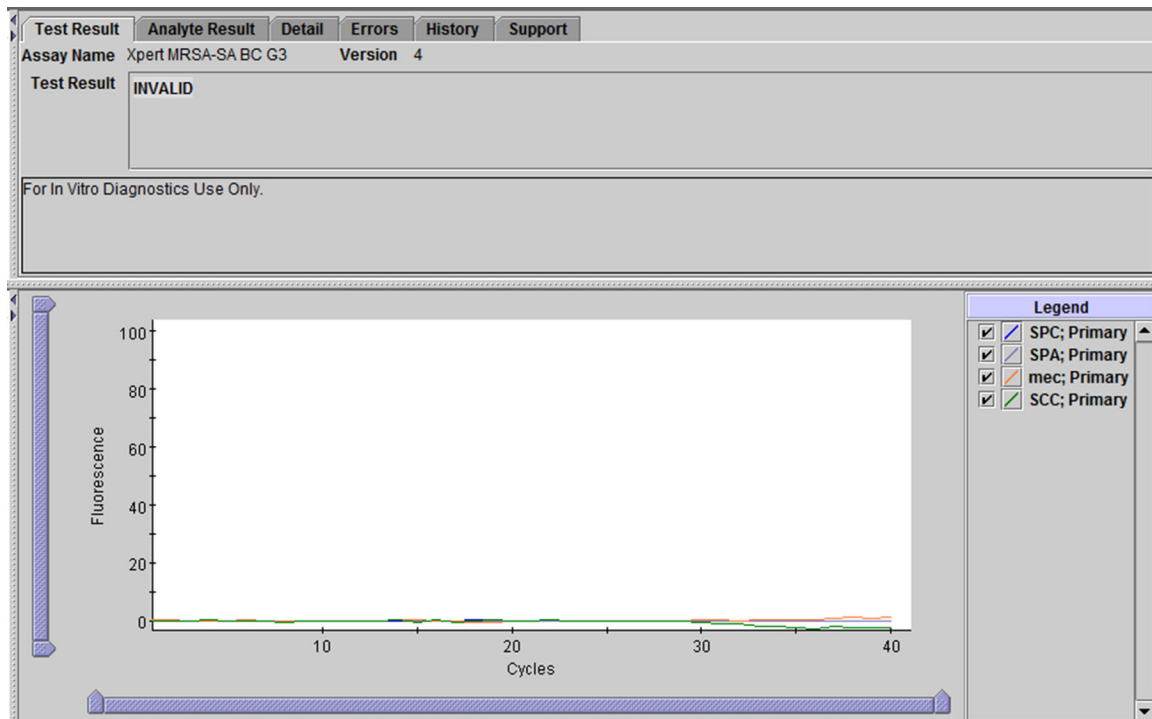 Test Result Analyte Result Detail Errors History Support
Assay Name Xpert MRSA-SA BC G3 Version 4
Test Result INVALID
For In Vitro Diagnostics Use Only.
Legend
SPC; Primary
SPA; Primary
mec; Primary
SCC; Primary
Fluorescence
100
80
60
40
20
0
10 20 30 40
Cycles